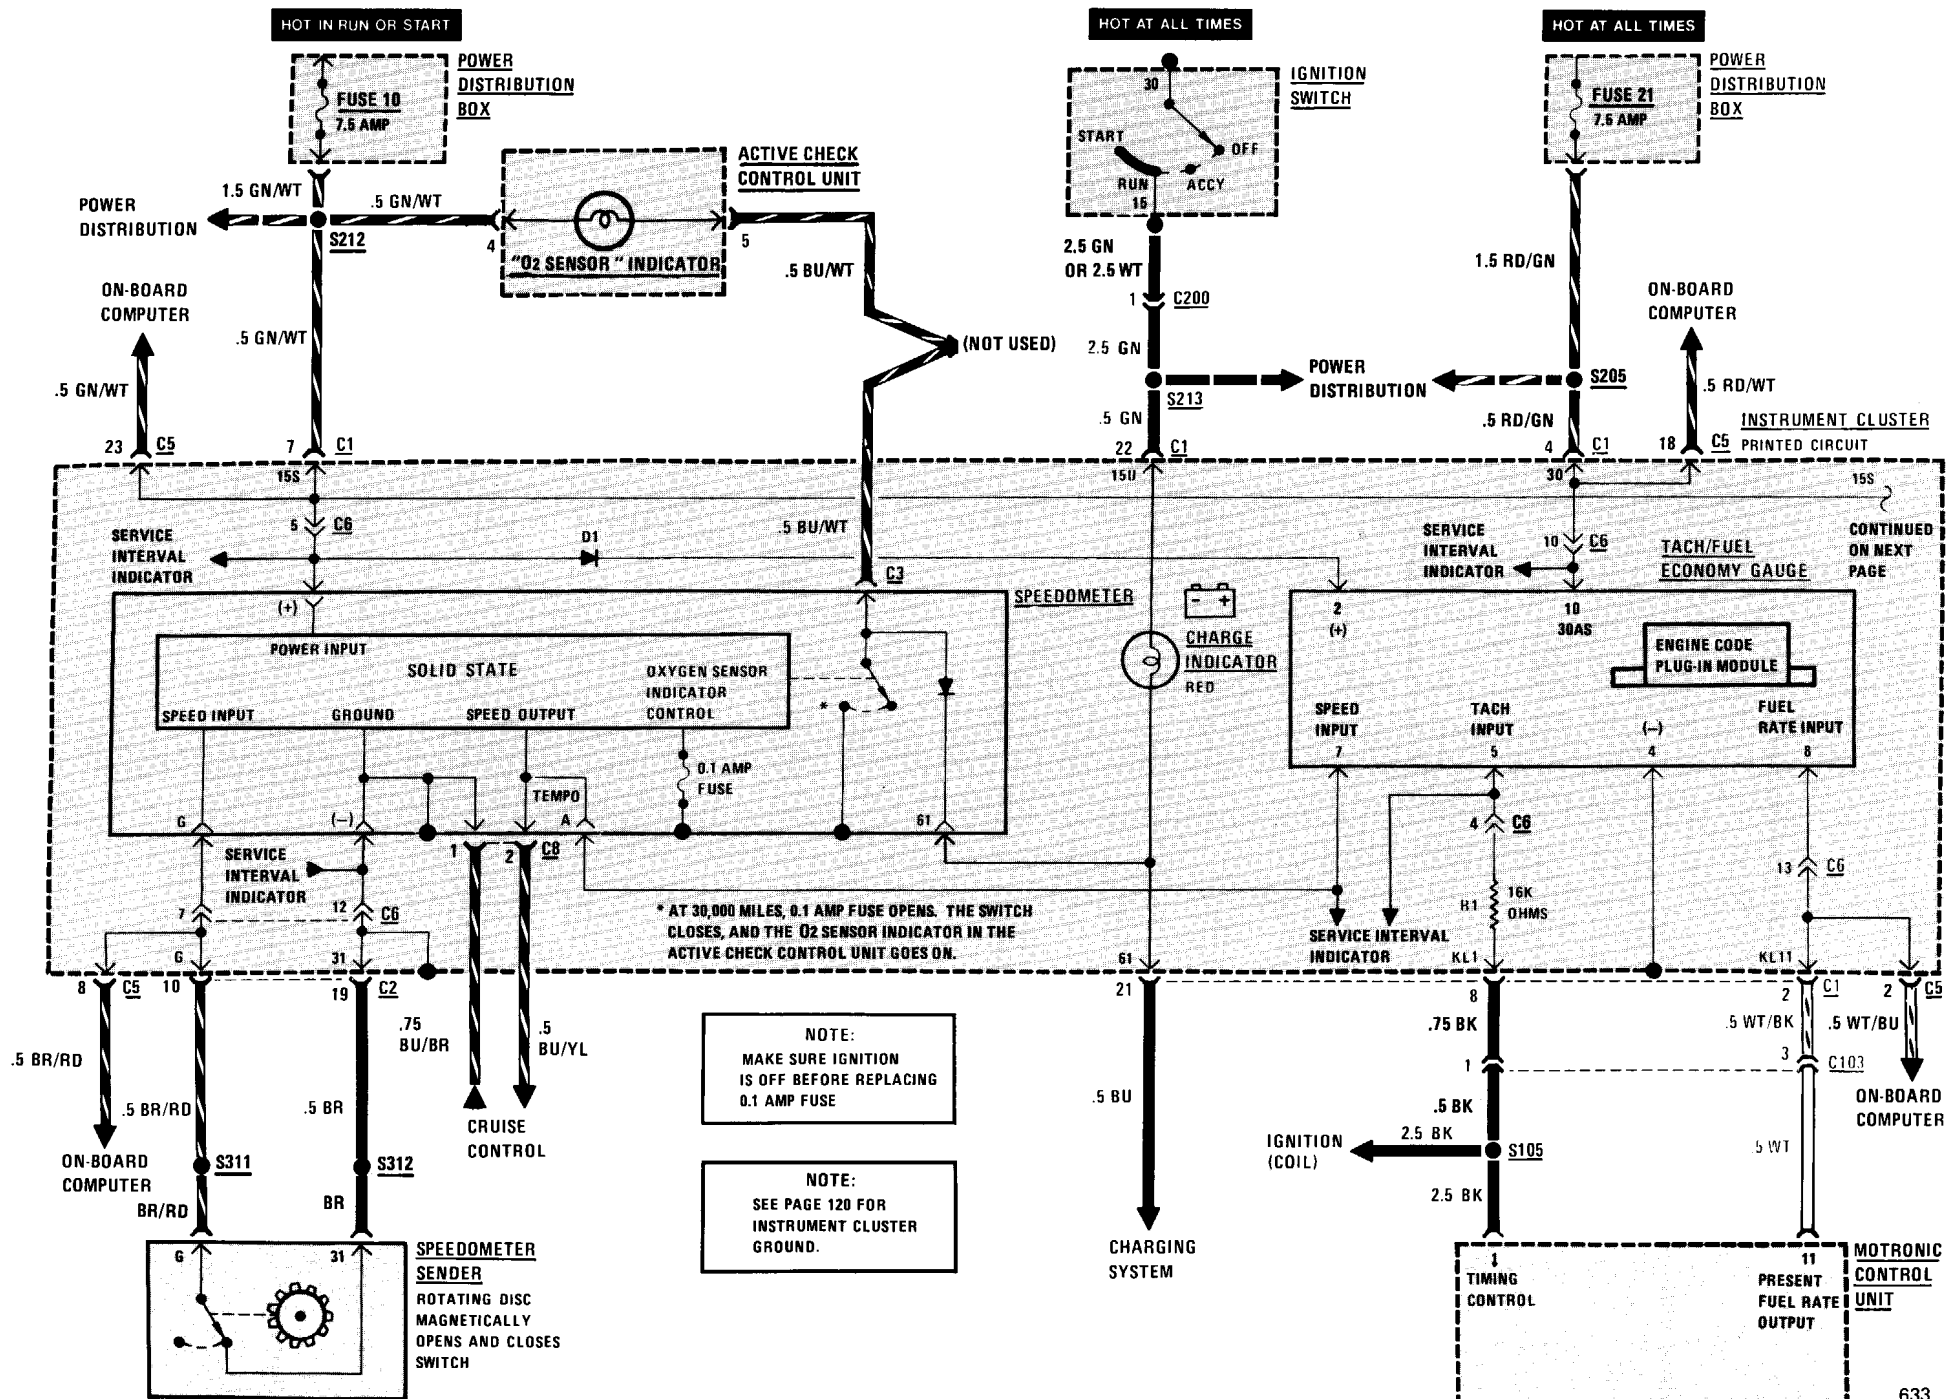 HOT IN RUN OR START
HOT AT ALL TIMES
HOT AT ALL TIMES
FUSE 10
7.5 AMP
POWER
DISTRIBUTION
BOX
30
START
OFF
RUN
ACCY
15
IGNITION
SWITCH
FUSE 21
7.5 AMP
POWER
DISTRIBUTION
BOX
ACTIVE CHECK
CONTROL UNIT
1.5 GN/WT
.5 GN/WT
POWER
DISTRIBUTION
S212
4
5
"O2 SENSOR" INDICATOR
.5 BU/WT
2.5 GN
OR 2.5 WT
1.5 RD/GN
ON-BOARD
COMPUTER
ON-BOARD
COMPUTER
1
C200
.5 GN/WT
(NOT USED)
2.5 GN
POWER
DISTRIBUTION
S213
S205
.5 GN/WT
.5 GN
.5 RD/GN
.5 RD/WT
INSTRUMENT CLUSTER
PRINTED CIRCUIT
23
C5
7
C1
22
C1
4
C1
18
C5
15S
15U
30
15S
5
C6
SERVICE
INTERVAL
INDICATOR
D1
.5 BU/WT
SERVICE
INTERVAL
INDICATOR
10
C6
CONTINUED
ON NEXT
PAGE
TACH/FUEL
ECONOMY GAUGE
C3
SPEEDOMETER
(+)
POWER INPUT
SOLID STATE
OXYGEN SENSOR
INDICATOR
CONTROL
SPEED INPUT
GROUND
SPEED OUTPUT
*
- +
CHARGE
INDICATOR
RED
2
(+)
10
30AS
ENGINE CODE
PLUG-IN MODULE
SPEED
INPUT
7
TACH
INPUT
5
(-)
4
FUEL
RATE INPUT
8
0.1 AMP
FUSE
TEMPO
G
(-)
A
61
1
2
C8
SERVICE
INTERVAL
INDICATOR
7
12
C6
4
C6
13
C6
R1
16K
OHMS
* AT 30,000 MILES, 0.1 AMP FUSE OPENS. THE SWITCH
CLOSES, AND THE O2 SENSOR INDICATOR IN THE
ACTIVE CHECK CONTROL UNIT GOES ON.
SERVICE INTERVAL
INDICATOR
G
31
61
KL1
KL11
8
C5
10
19
C2
21
8
2
C1
2
C5
.75
BU/BR
.5
BU/YL
.75 BK
.5 WT/BK
.5 WT/BU
.5 BR/RD
.5 BR/RD
.5 BR
NOTE:
MAKE SURE IGNITION
IS OFF BEFORE REPLACING
0.1 AMP FUSE
.5 BU
1
3
C103
.5 BK
ON-BOARD
COMPUTER
CRUISE
CONTROL
IGNITION
(COIL)
2.5 BK
S105
.5 WT
ON-BOARD
COMPUTER
S311
S312
BR/RD
BR
NOTE:
SEE PAGE 120 FOR
INSTRUMENT CLUSTER
GROUND.
2.5 BK
CHARGING
SYSTEM
G
31
SPEEDOMETER
SENDER
ROTATING DISC
MAGNETICALLY
OPENS AND CLOSES
SWITCH
1
TIMING
CONTROL
11
PRESENT
FUEL RATE
OUTPUT
MOTRONIC
CONTROL
UNIT
633